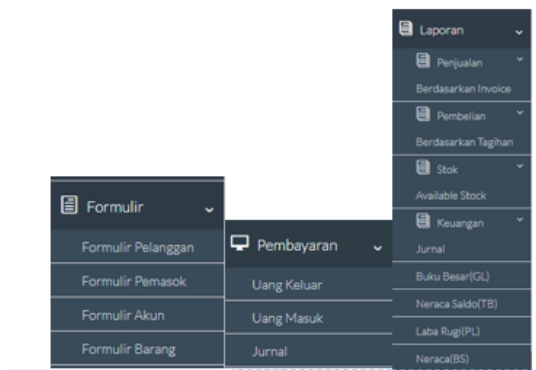 Formulir
Formulir Pelanggan
Formulir Pemasok
Formulir Akun
Formulir Barang
Pembayaran
Uang Keluar
Uang Masuk
Jurnal
Laporan
Penjualan
Berdasarkan Invoice
Pembelian
Berdasarkan Tagihan
Stok
Available Stock
Keuangan
Jurnal
Buku Besar(GL)
Neraca Saldo(TB)
Laba Rugi(PL)
Neraca(BS)